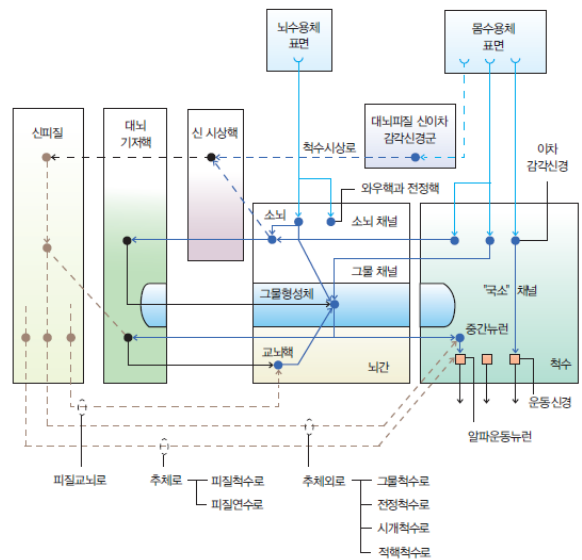 뇌수용체
표면
몸수용체
표면
신피질
대뇌
기저핵
신 시상핵
대뇌피질 신이차
감각신경군
척수시상로
이차
감각신경
와우핵과 전정핵
소뇌
소뇌 채널
그물 채널
그물형성체
"국소" 채널
중간뉴런
교뇌핵
뇌간
척수
운동 신경
알파운동뉴런
피질교뇌로
추체로
피질척수로
피질연수로
추체외로
그물척수로
전정척수로
시개척수로
적핵척수로